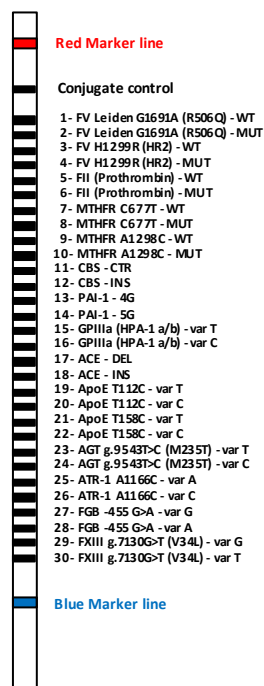 Red Marker line
Conjugate control
1- FV Leiden G1691A (R506Q) - WT
2- FV Leiden G1691A (R506Q) - MUT
3- FV H1299R (HR2) - WT
4- FV H1299R (HR2) - MUT
5- FII (Prothrombin) - WT
6- FII (Prothrombin) - MUT
7- MTHFR C677T - WT
8- MTHFR C677T - MUT
9- MTHFR A1298C - WT
10- MTHFR A1298C - MUT
11- CBS - CTR
12- CBS - INS
13- PAI-1 - 4G
14- PAI-1 - 5G
15- GPIIIa (HPA-1 a/b) - var T
16- GPIIIa (HPA-1 a/b) - var C
17- ACE - DEL
18- ACE - INS
19- ApoE T112C - var T
20- ApoE T112C - var C
21- ApoE T158C - var T
22- ApoE T158C - var C
23- AGT g.9543T>C (M235T) - var T
24- AGT g.9543T>C (M235T) - var C
25- ATR-1 A1166C - var A
26- ATR-1 A1166C - var C
27- FGB -455 G>A - var G
28- FGB -455 G>A - var A
29- FXIII g.7130G>T (V34L) - var G
30- FXIII g.7130G>T (V34L) - var T
Blue Marker line